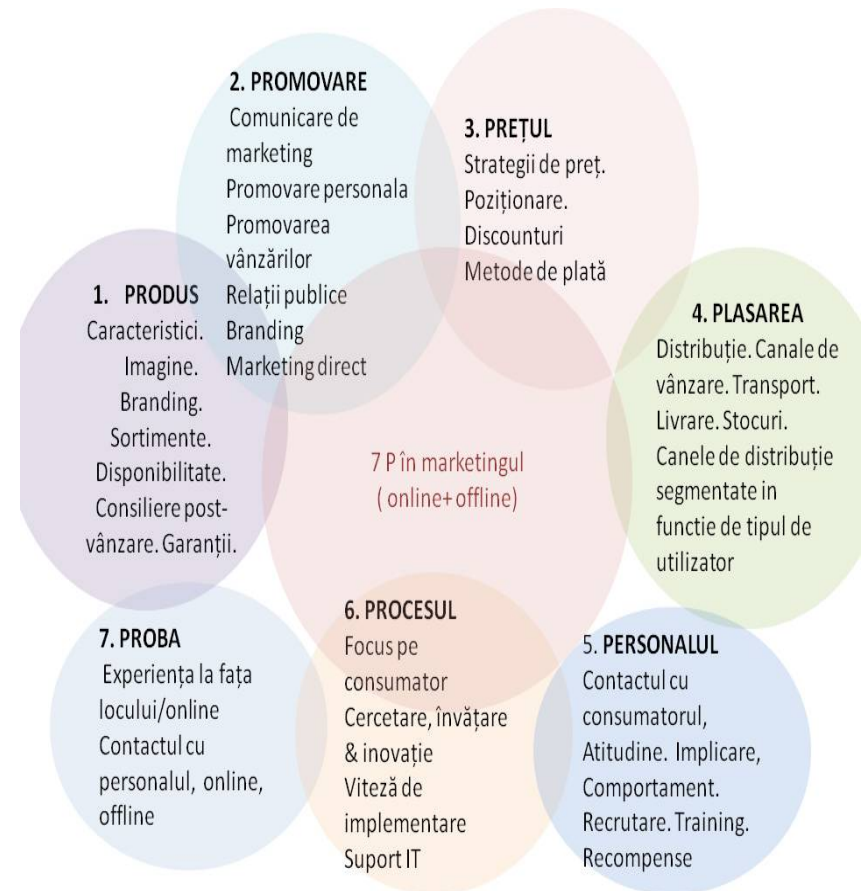 2. PROMOVARE
Comunicare de
marketing
Promovare personala
Promovarea
vânzărilor
Relații publice
Branding
Marketing direct
3. PREȚUL
Strategii de preț.
Poziționare.
Discounturi
Metode de plată
1. PRODUS
Caracteristici.
Imagine.
Branding.
Sortimente.
Disponibilitate.
Consiliere post-
vânzare. Garanții.
4. PLASAREA
Distribuție. Canale de
vânzare. Transport.
Livrare. Stocuri.
Canele de distribuție
segmentate in
functie de tipul de
utilizator
7 P în marketingul
( online+ offline)
7. PROBA
Experiența la fața
locului/online
Contactul cu
personalul, online,
offline
6. PROCESUL
Focus pe
consumator
Cercetare, învățare
& inovație
Viteză de
implementare
Suport IT
5. PERSONALUL
Contactul cu
consumatorul,
Atitudine. Implicare,
Comportament.
Recrutare. Training.
Recompense